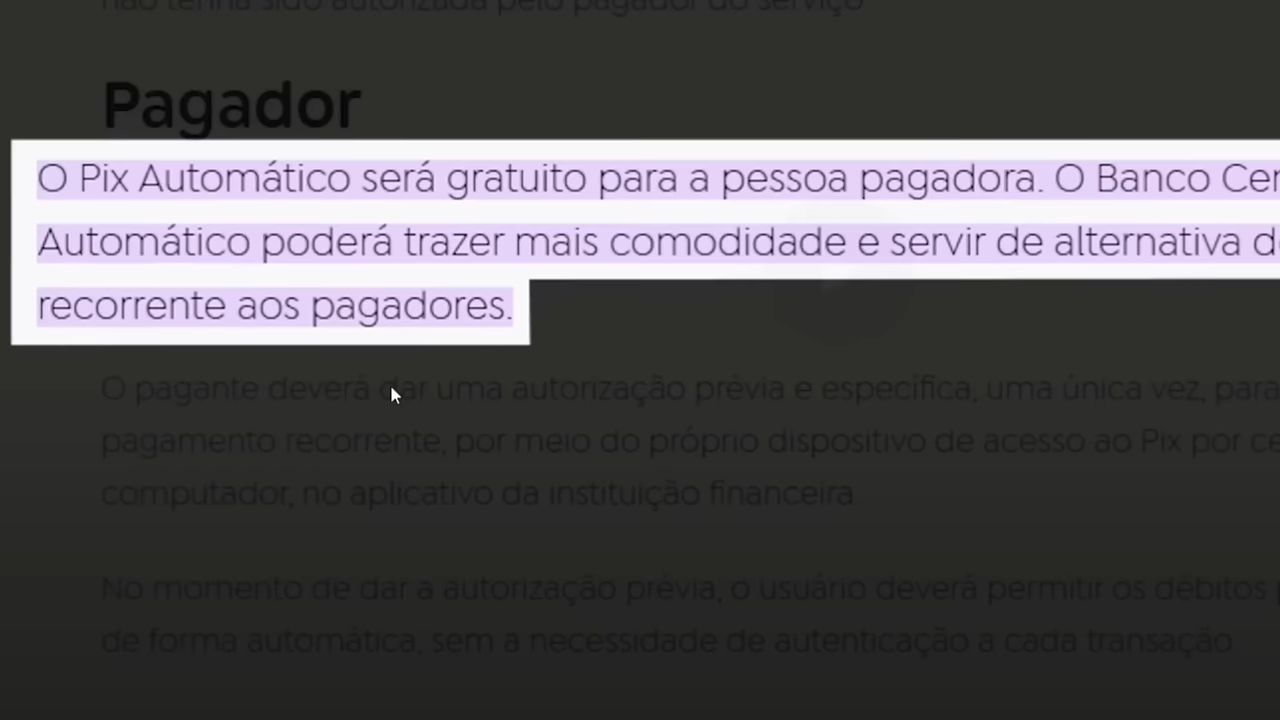 não tenha sido autorizada pelo pagador do serviço
Pagador
O Pix Automático será gratuito para a pessoa pagadora. O Banco
Automático poderá trazer mais comodidade e servir de alternativa
recorrente aos pagadores.
O pagante deverá dar uma autorização prévia e específica, uma única vez, para
pagamento recorrente, por meio do próprio dispositivo de acesso ao Pix por
computador, no aplicativo da instituição financeira
No momento de dar a autorização prévia, o usuário deverá permitir os débitos
de forma automática, sem a necessidade de autenticação a cada transação